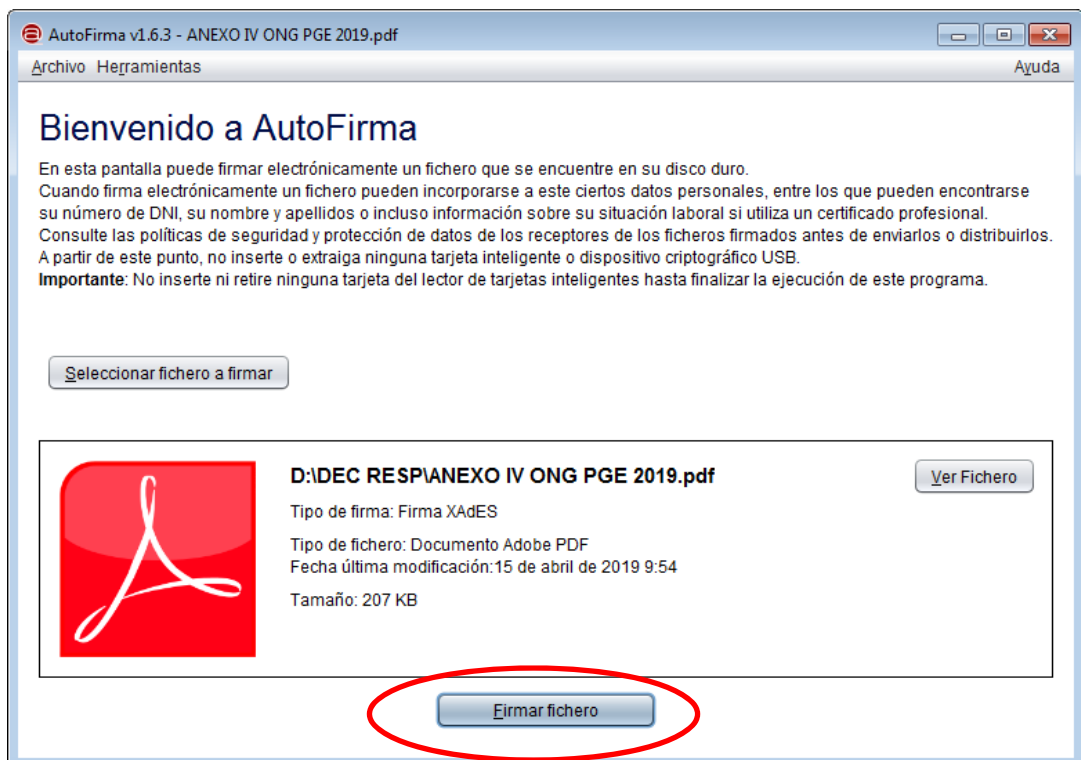 AutoFirma v1.6.3 - ANEXO IV ONG PGE 2019.pdf
Archivo Herramientas Ayuda
Bienvenido a AutoFirma
En esta pantalla puede firmar electrónicamente un fichero que se encuentre en su disco duro.
Cuando firma electrónicamente un fichero pueden incorporarse a este ciertos datos personales, entre los que pueden encontrarse
su número de DNI, su nombre y apellidos o incluso información sobre su situación laboral si utiliza un certificado profesional.
Consulte las políticas de seguridad y protección de datos de los receptores de los ficheros firmados antes de enviarlos o distribuirlos.
A partir de este punto, no inserte o extraiga ninguna tarjeta inteligente o dispositivo criptográfico USB.
Importante: No inserte ni retire ninguna tarjeta del lector de tarjetas inteligentes hasta finalizar la ejecución de este programa.
Seleccionar fichero a firmar
D:\DEC RESP\ANEXO IV ONG PGE 2019.pdf
Ver Fichero
Tipo de firma: Firma XAdES
Tipo de fichero: Documento Adobe PDF
Fecha última modificación:15 de abril de 2019 9:54
Tamaño: 207 KB
Firmar fichero